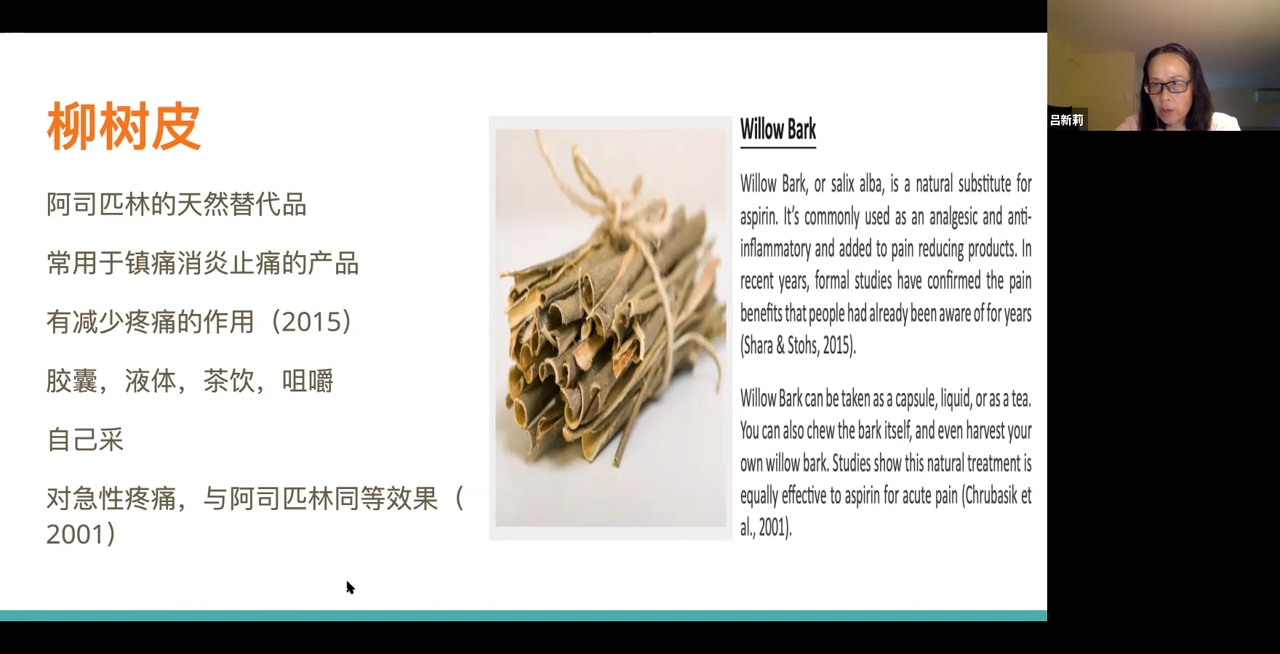 柳树皮
阿司匹林的天然替代品
常用于镇痛消炎止痛的产品
有减少疼痛的作用（2015）
胶囊，液体，茶饮，咀嚼
自己采
对急性疼痛，与阿司匹林同等效果（
2001）
Willow Bark
Willow Bark, or salix alba, is a natural substitute for
aspirin. It's commonly used as an analgesic and anti-
inflammatory and added to pain reducing products. In
recent years, formal studies have confirmed the pain
benefits that people had already been aware of for years
(Shara & Stohs, 2015).
Willow Bark can be taken as a capsule, liquid, or as a tea.
You can also chew the bark itself, and even harvest your
own willow bark. Studies show this natural treatment is
equally effective to aspirin for acute pain (Chrubasik et
al., 2001).
吕新莉